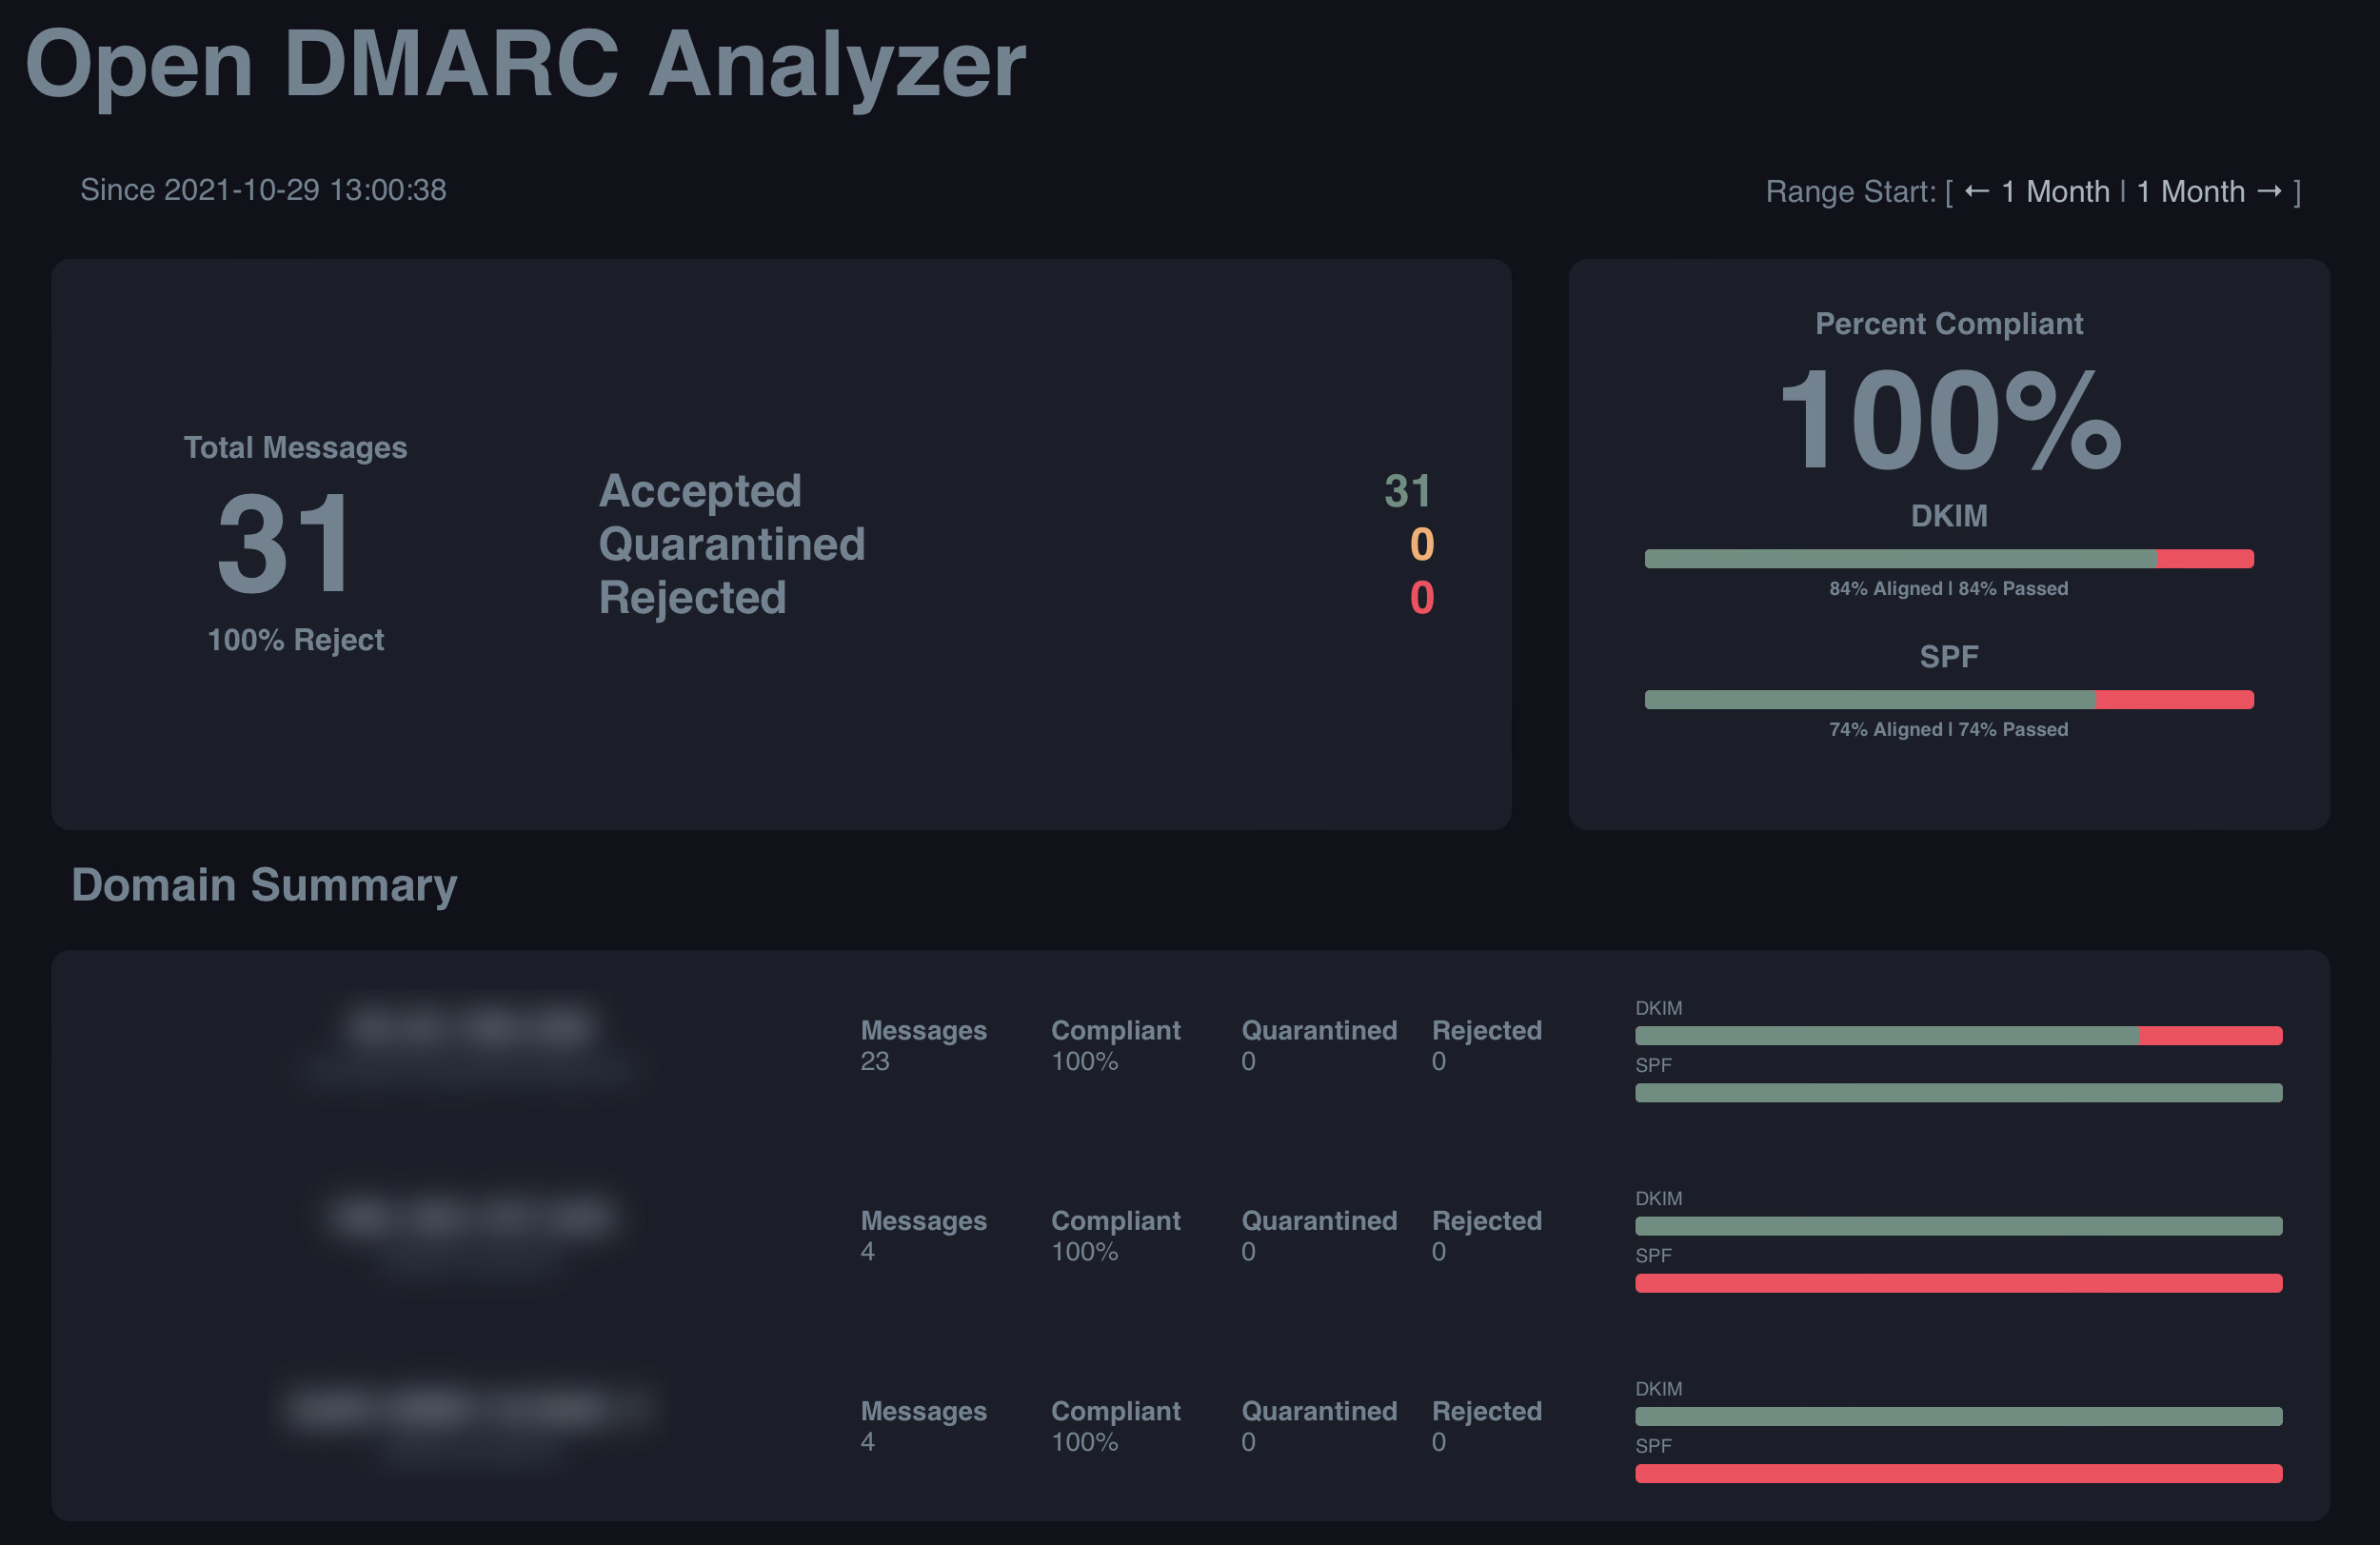 Open DMARC Analyzer
Since 2021-10-29 13:00:38
Range Start: [ ← 1 Month | 1 Month → ]
Total Messages
31
100% Reject
Accepted 31
Quarantined 0
Rejected 0
Percent Compliant
100%
DKIM
84% Aligned | 84% Passed
SPF
74% Aligned | 74% Passed
Domain Summary
Messages Compliant Quarantined Rejected
23 100% 0 0
DKIM
SPF
Messages Compliant Quarantined Rejected
4 100% 0 0
DKIM
SPF
Messages Compliant Quarantined Rejected
4 100% 0 0
DKIM
SPF